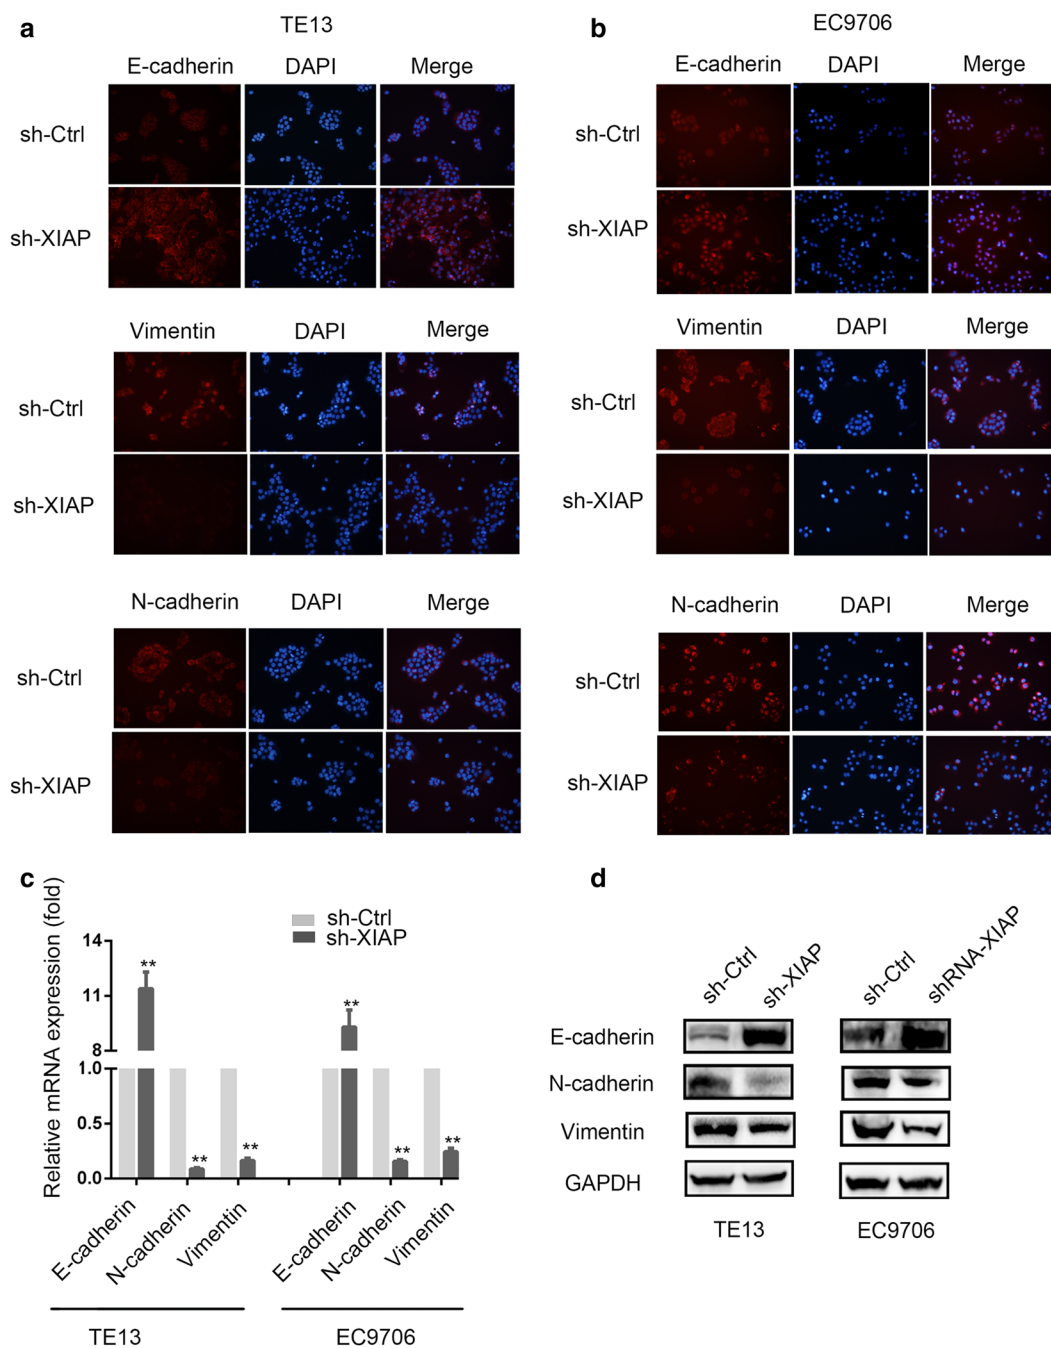 a
TE13
E-cadherin DAPI Merge
sh-Ctrl
sh-XIAP
Vimentin DAPI Merge
sh-Ctrl
sh-XIAP
N-cadherin DAPI Merge
sh-Ctrl
sh-XIAP
b
EC9706
E-cadherin DAPI Merge
sh-Ctrl
sh-XIAP
Vimentin DAPI Merge
sh-Ctrl
sh-XIAP
N-cadherin DAPI Merge
sh-Ctrl
sh-XIAP
c
Relative mRNA expression (fold)
sh-Ctrl
sh-XIAP
14
11
8
1.0
0.5
0.0
**
**
**
**
**
**
E-cadherin
N-cadherin
Vimentin
E-cadherin
N-cadherin
Vimentin
TE13
EC9706
d
sh-Ctrl
sh-XIAP
sh-Ctrl
shRNA-XIAP
E-cadherin
N-cadherin
Vimentin
GAPDH
TE13
EC9706